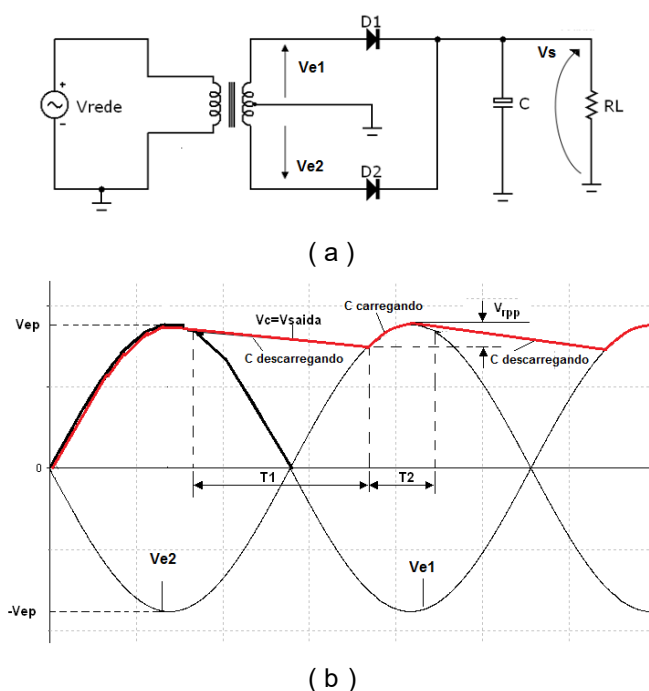 D1
Ve1
Vs
+
Vrede
-
C
RL
Ve2
D2
( a )
Vep
Vc=Vsaida
C carregando
Vrpp
C descarregando
C descarregando
0
T1
T2
Ve2
Ve1
-Vep
( b )